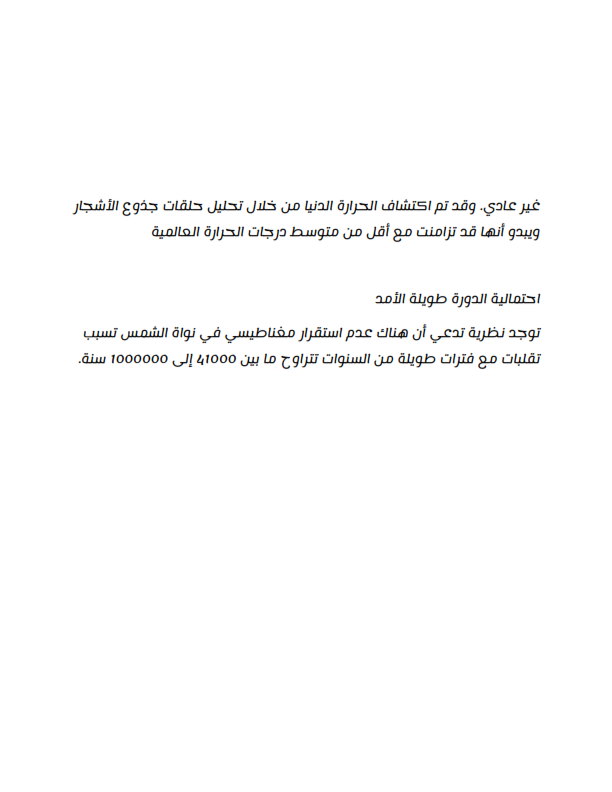 غير عادي. وقد تم اكتشاف الحرارة الدنيا من خلال تحليل حلقات جذوع الأشجار
ويبدو أنها قد تزامنت مع أقل من متوسط درجات الحرارة العالمية
احتمالية الدورة طويلة الأمد
توجد نظرية تدعي أن هناك عدم استقرار مغناطيسي في نواة الشمس تسبب
تقلبات مع فترات طويلة من السنوات تتراوح ما بين 41000 إلى 1000000 سنة.